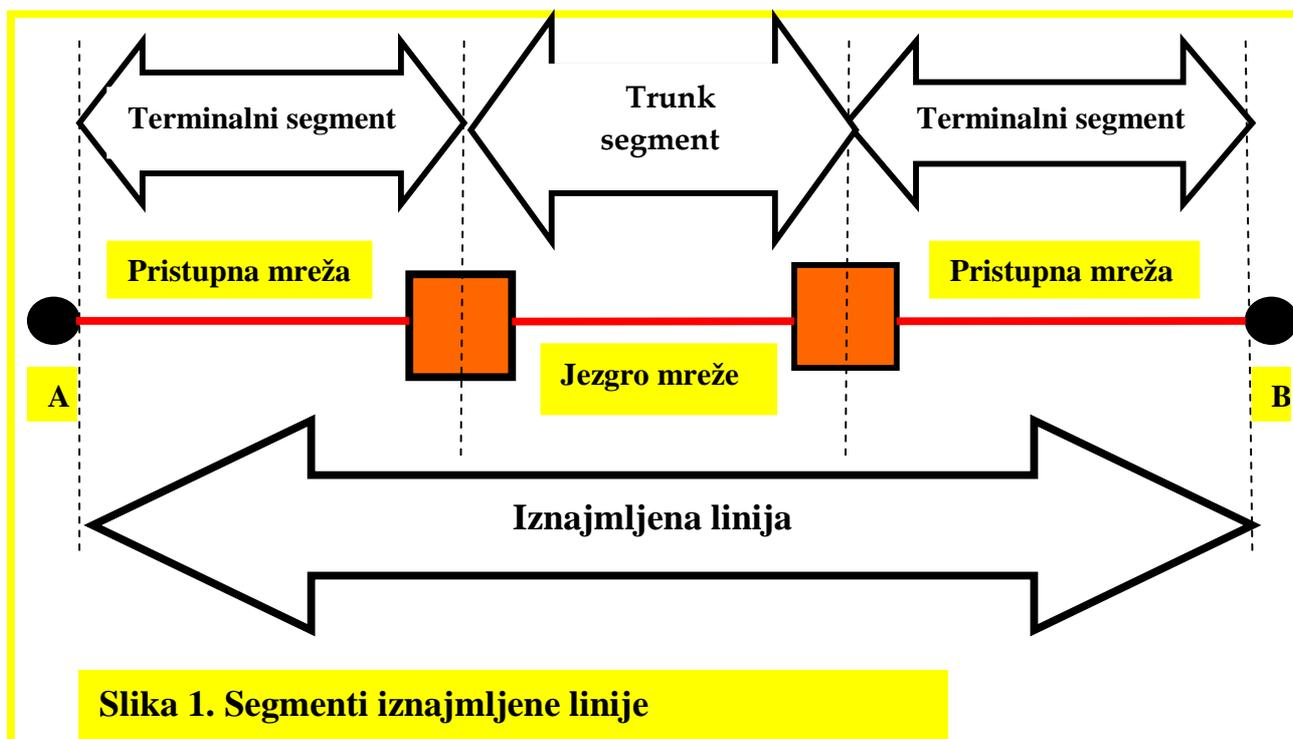 Terminalni segment
Trunk
segment
Terminalni segment
Pristupna mreža
Pristupna mreža
Jezgro mreže
A
B
Iznajmljena linija
Slika 1. Segmenti iznajmljene linije